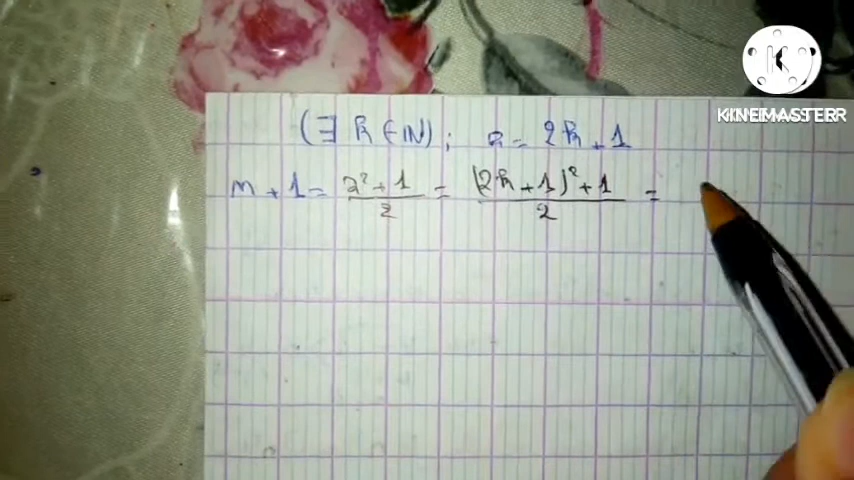 KINEMASTER
(∃ k ∈ ℕ); a = 2k + 1
m + 1 = (a² + 1)/2 = ((2k + 1)² + 1)/2 =